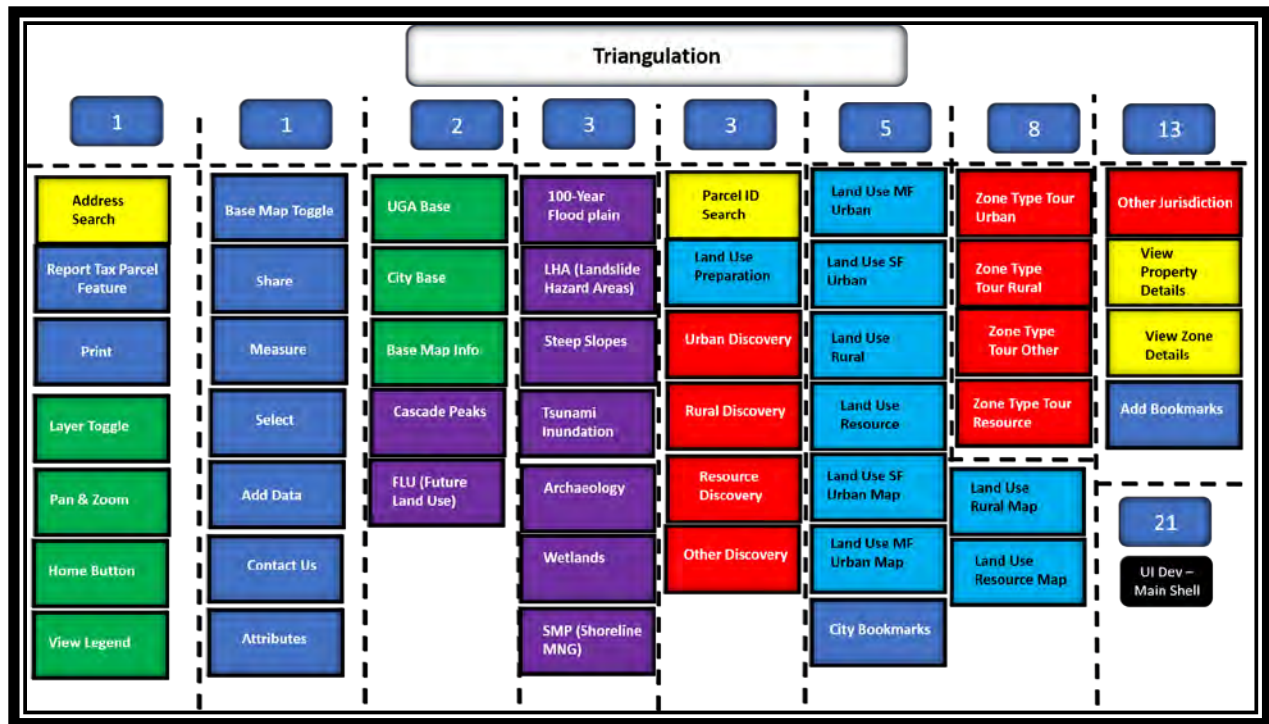 Triangulation
1
1
2
3
3
5
8
13
Address
Search
Report Tax Parcel
Feature
Print
Layer Toggle
Pan & Zoom
Home Button
View Legend
Base Map Toggle
Share
Measure
Select
Add Data
Contact Us
Attributes
UGA Base
City Base
Base Map Info
Cascade Peaks
FLU (Future
Land Use)
100-Year
Flood plain
LHA (Landslide
Hazard Areas)
Steep Slopes
Tsunami
Inundation
Archaeology
Wetlands
SMP (Shoreline
MNG)
Parcel ID
Search
Land Use
Preparation
Urban Discovery
Rural Discovery
Resource
Discovery
Other Discovery
Land Use MF
Urban
Land Use SF
Urban
Land Use
Rural
Land Use
Resource
Land Use SF
Urban Map
Land Use MF
Urban Map
City Bookmarks
Zone Type Tour
Urban
Zone Type
Tour Rural
Zone Type
Tour Other
Zone Type Tour
Resource
Land Use
Rural Map
Land Use
Resource Map
Other Jurisdiction
View
Property
Details
View Zone
Details
Add Bookmarks
21
UI Dev –
Main Shell